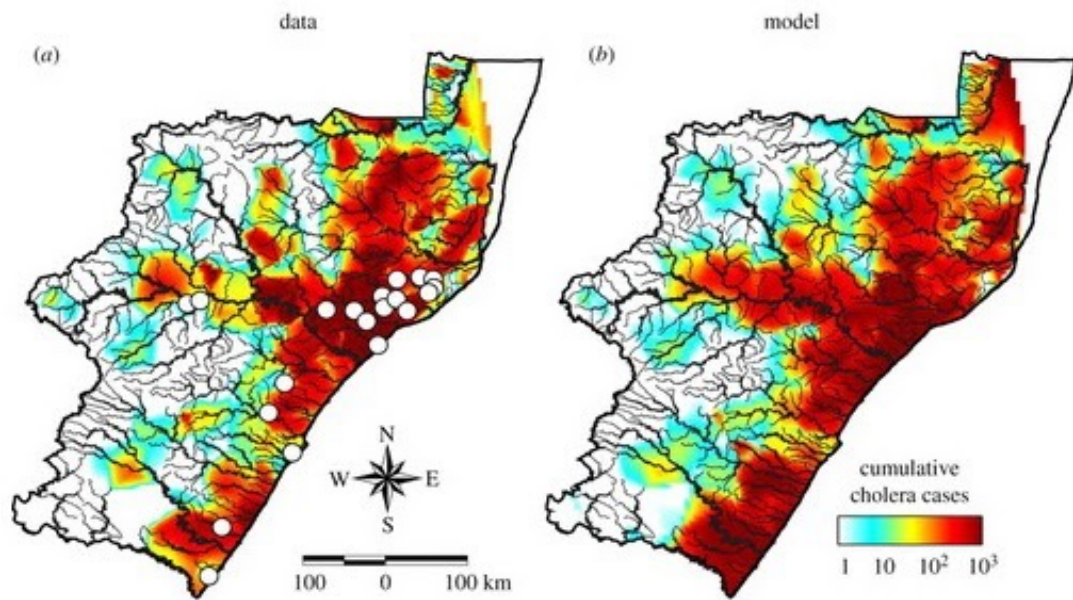 data
model
(a)
(b)
N
W E
S
100 0 100 km
cumulative
cholera cases
1 10 10² 10³